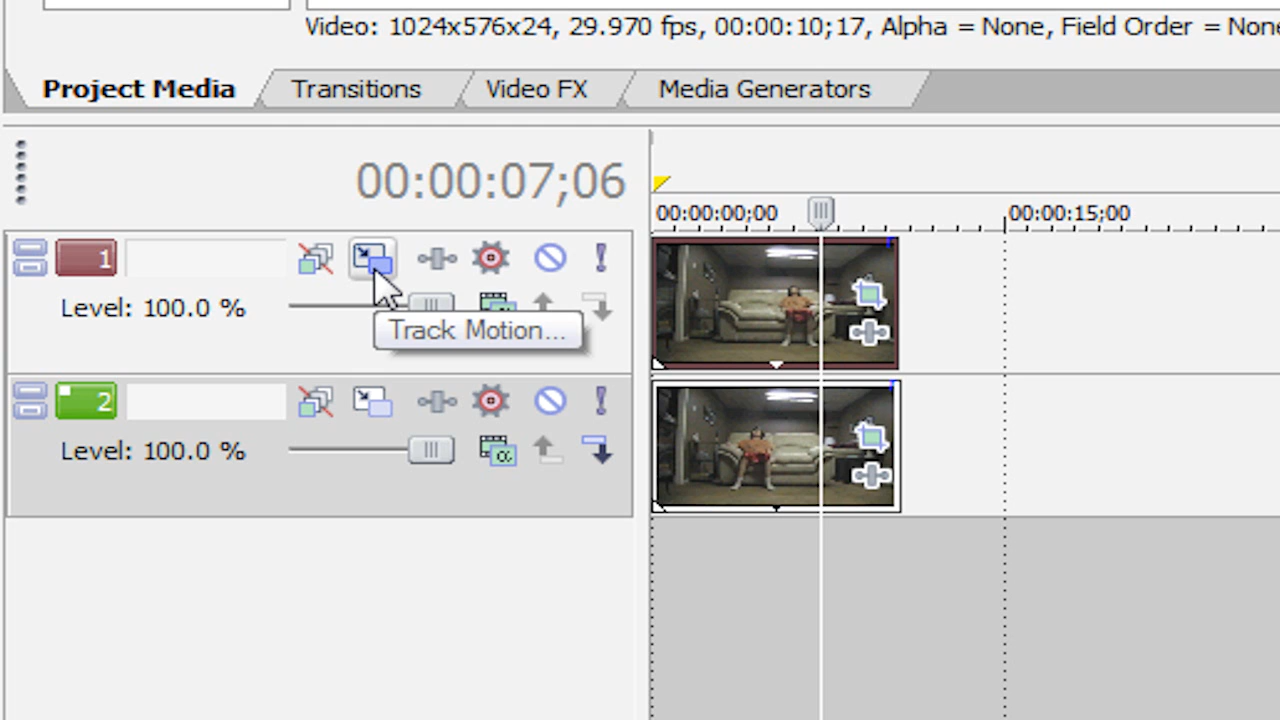 Video: 1024x576x24, 29.970 fps, 00:00:10;17, Alpha = None, Field Order = None
Project Media Transitions Video FX Media Generators
00:00:07;06
00:00:00;00 00:00:15;00
1
Level: 100.0 %
Track Motion...
2
Level: 100.0 %
α